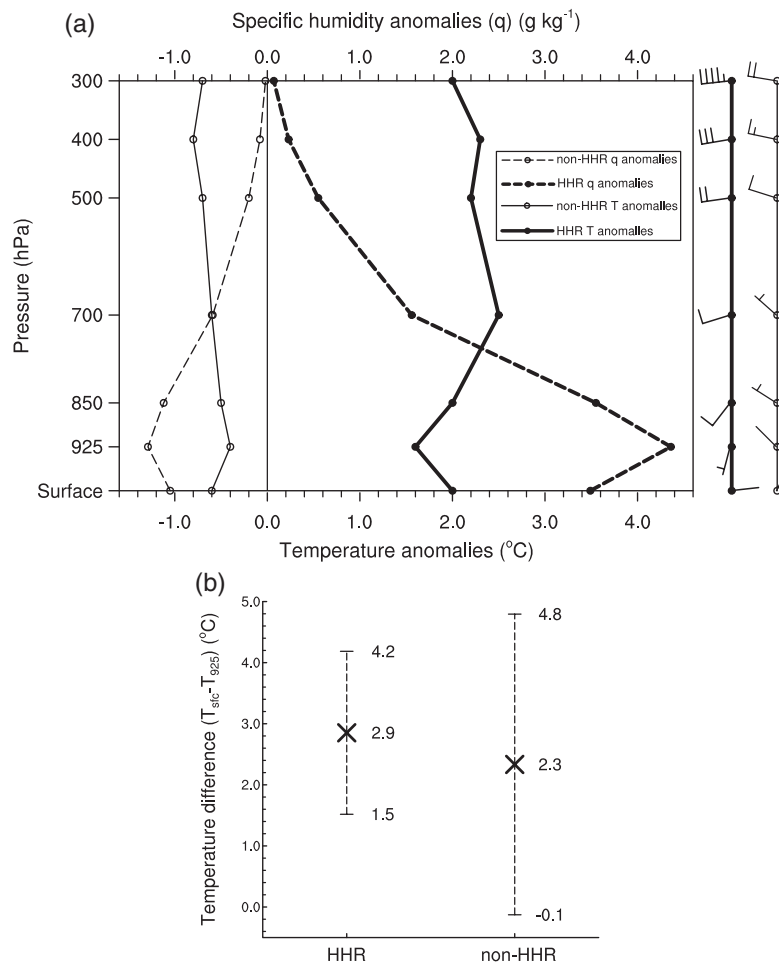 Specific humidity anomalies (q) (g kg-1)
(a)
-1.0 0.0 1.0 2.0 3.0 4.0
300
400
500
700
850
925
Surface
Pressure (hPa)
non-HHR q anomalies
HHR q anomalies
non-HHR T anomalies
HHR T anomalies
-1.0 0.0 1.0 2.0 3.0 4.0
Temperature anomalies (°C)
(b)
Temperature difference (Tsfc-T925) (°C)
5.0
4.0
3.0
2.0
1.0
0.0
4.2
2.9
1.5
4.8
2.3
-0.1
HHR non-HHR